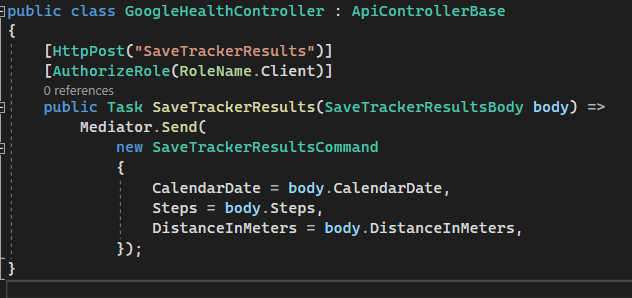 public class GoogleHealthController : ApiControllerBase
{
[HttpPost("SaveTrackerResults")]
[AuthorizeRole(RoleName.Client)]
0 references
public Task SaveTrackerResults(SaveTrackerResultsBody body) =>
Mediator.Send(
new SaveTrackerResultsCommand
{
CalendarDate = body.CalendarDate,
Steps = body.Steps,
DistanceInMeters = body.DistanceInMeters,
});
}